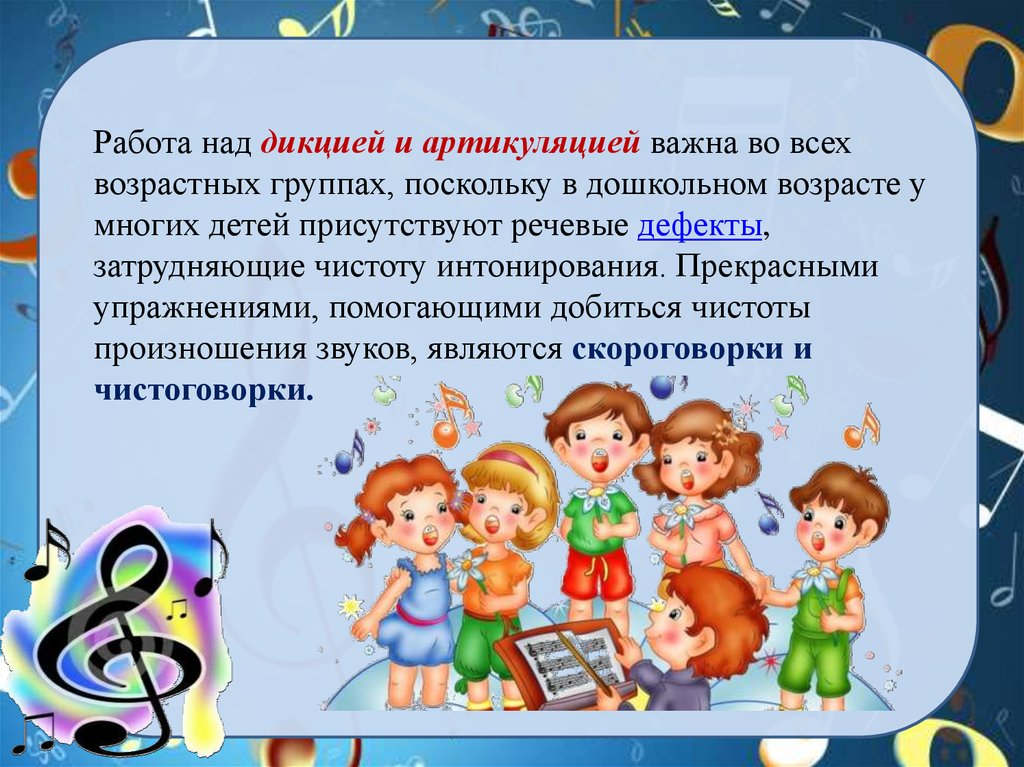 Работа над дикцией и артикуляцией важна во всех
возрастных группах, поскольку в дошкольном возрасте у
многих детей присутствуют речевые дефекты,
затрудняющие чистоту интонирования. Прекрасными
упражнениями, помогающими добиться чистоты
произношения звуков, являются скороговорки и
чистоговорки.